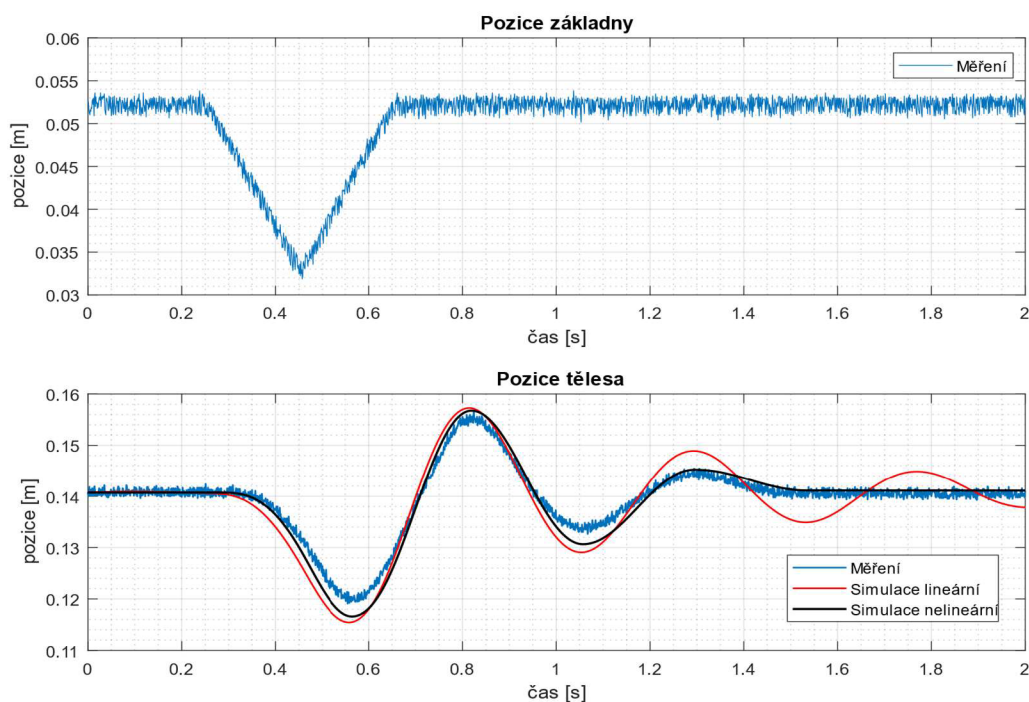 Pozice základny
0.06
0.055
0.05
0.045
0.04
0.035
0.03
pozice [m]
Měření
0 0.2 0.4 0.6 0.8 1 1.2 1.4 1.6 1.8 2
čas [s]
Pozice tělesa
0.16
0.15
0.14
0.13
0.12
0.11
pozice [m]
Měření
Simulace lineární
Simulace nelineární
0 0.2 0.4 0.6 0.8 1 1.2 1.4 1.6 1.8 2
čas [s]